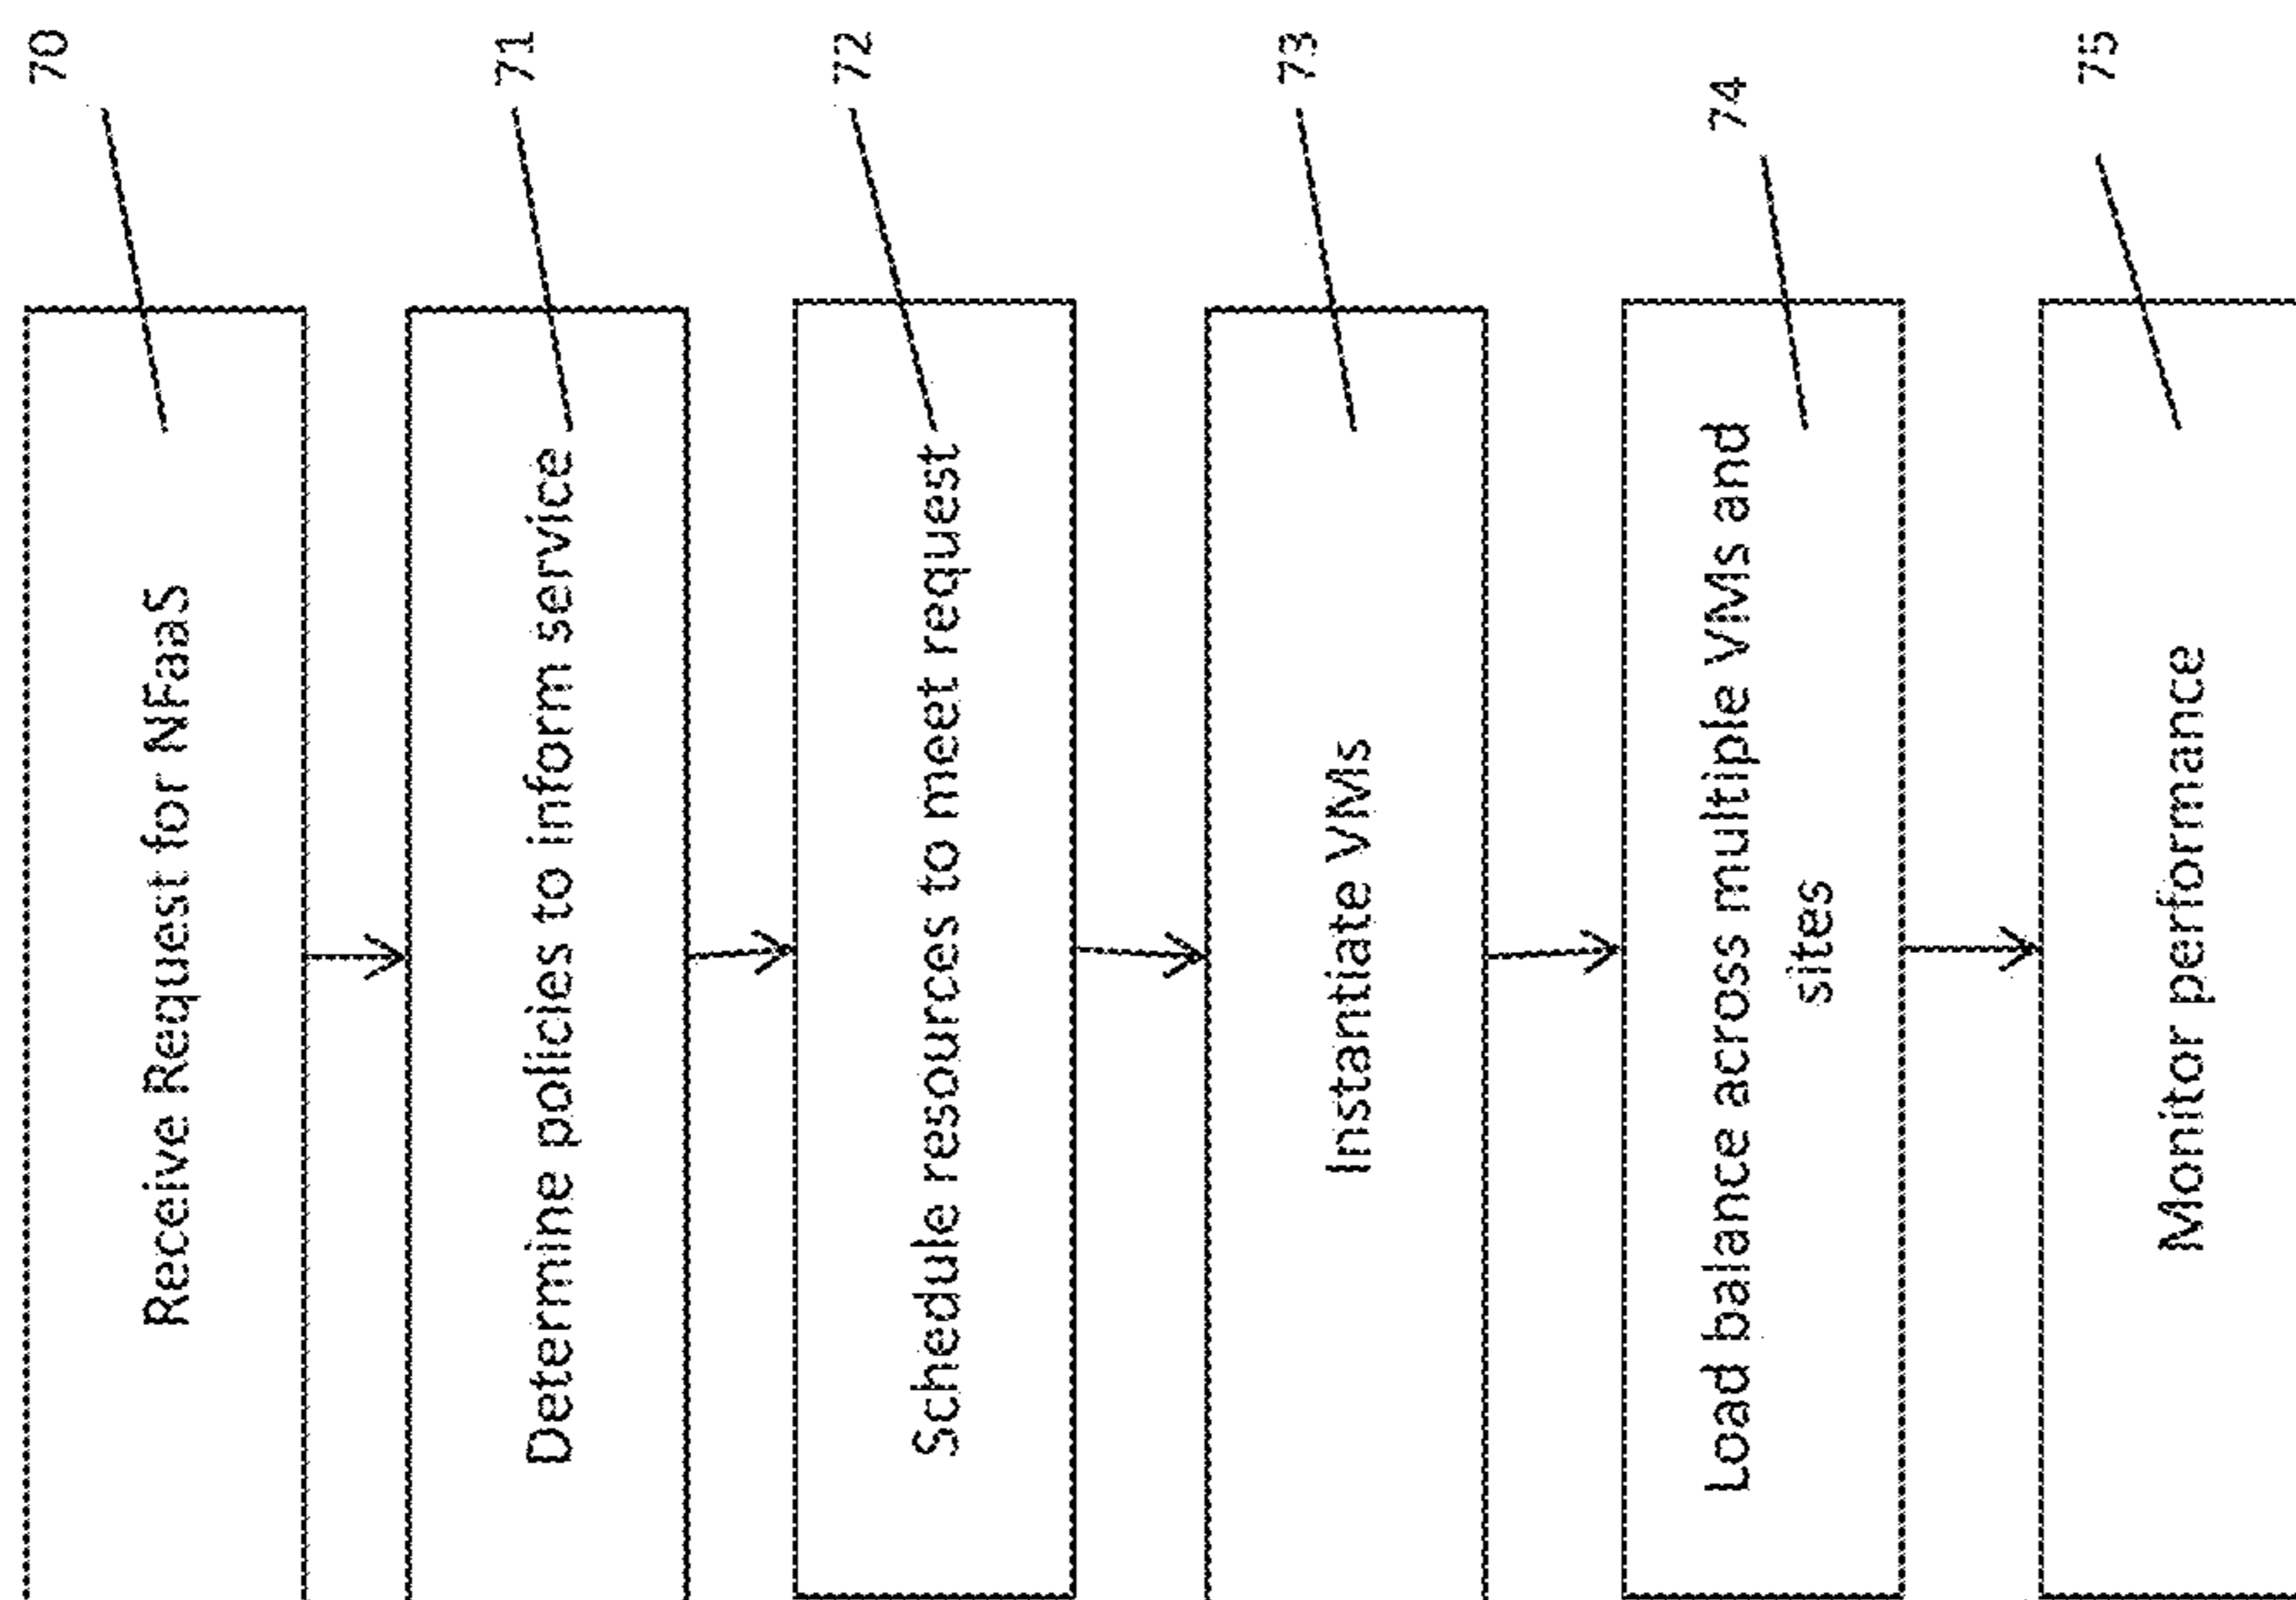 Receive Request for NFaaS
70
Determine policies to inform service
71
Schedule resources to meet request
72
Instantiate VMs
73
Load balance across multiple VMs and
sites
74
Monitor performance
75